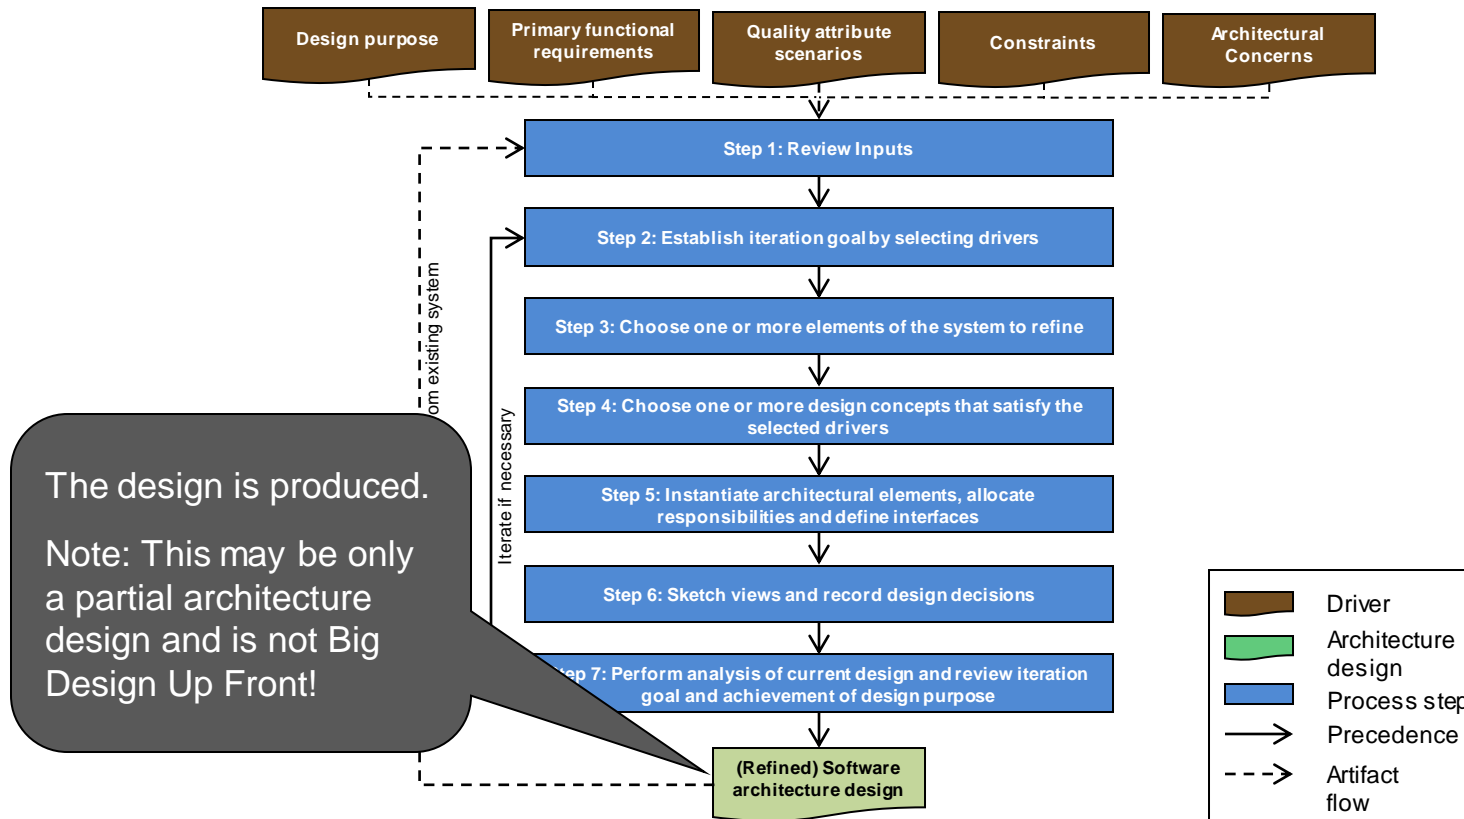 Design purpose
Primary functional
requirements
Quality attribute
scenarios
Constraints
Architectural
Concerns
Step 1: Review Inputs
Step 2: Establish iteration goal by selecting drivers
Step 3: Choose one or more elements of the system to refine
Step 4: Choose one or more design concepts that satisfy the
selected drivers
Step 5: Instantiate architectural elements, allocate
responsibilities and define interfaces
Step 6: Sketch views and record design decisions
7: Perform analysis of current design and review iteration
goal and achievement of design purpose
(Refined) Software
architecture design
existing system
Iterate if necessary
The design is produced.
Note: This may be only
a partial architecture
design and is not Big
Design Up Front!
Driver
Architecture
design
Process step
Precedence
Artifact
flow